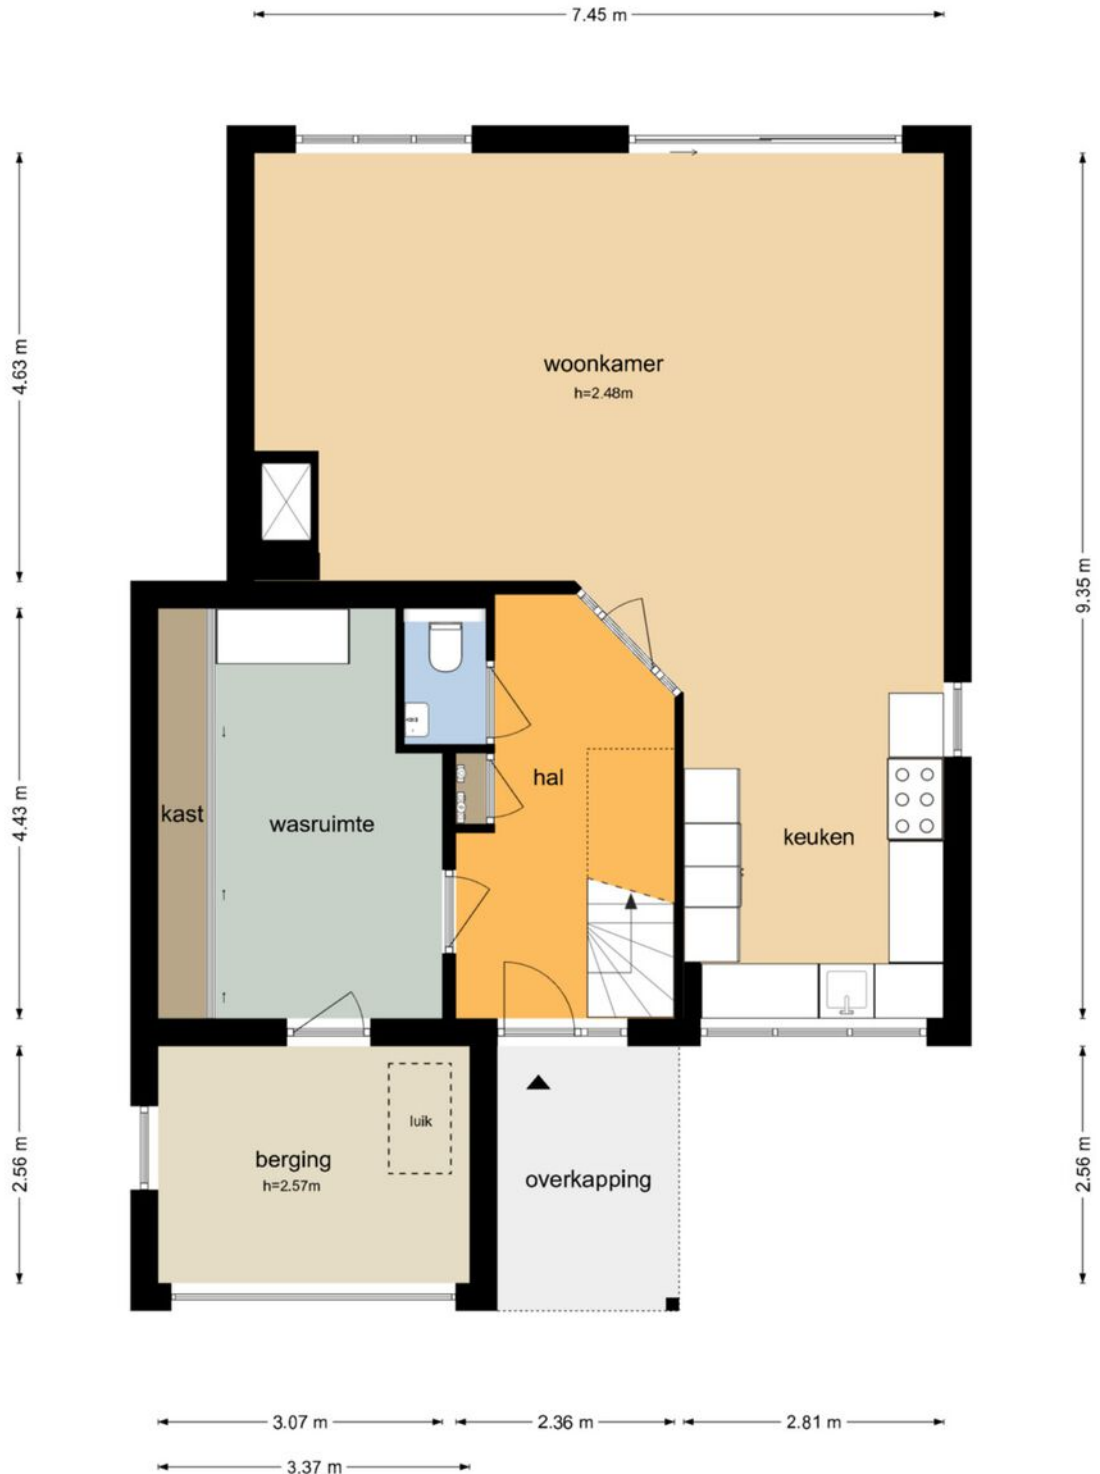 7.45 m
4.63 m
woonkamer
h=2.48m
9.35 m
4.43 m
kast
wasruimte
hal
keuken
2.56 m
berging
h=2.57m
luik
overkapping
2.56 m
3.07 m
2.36 m
2.81 m
3.37 m